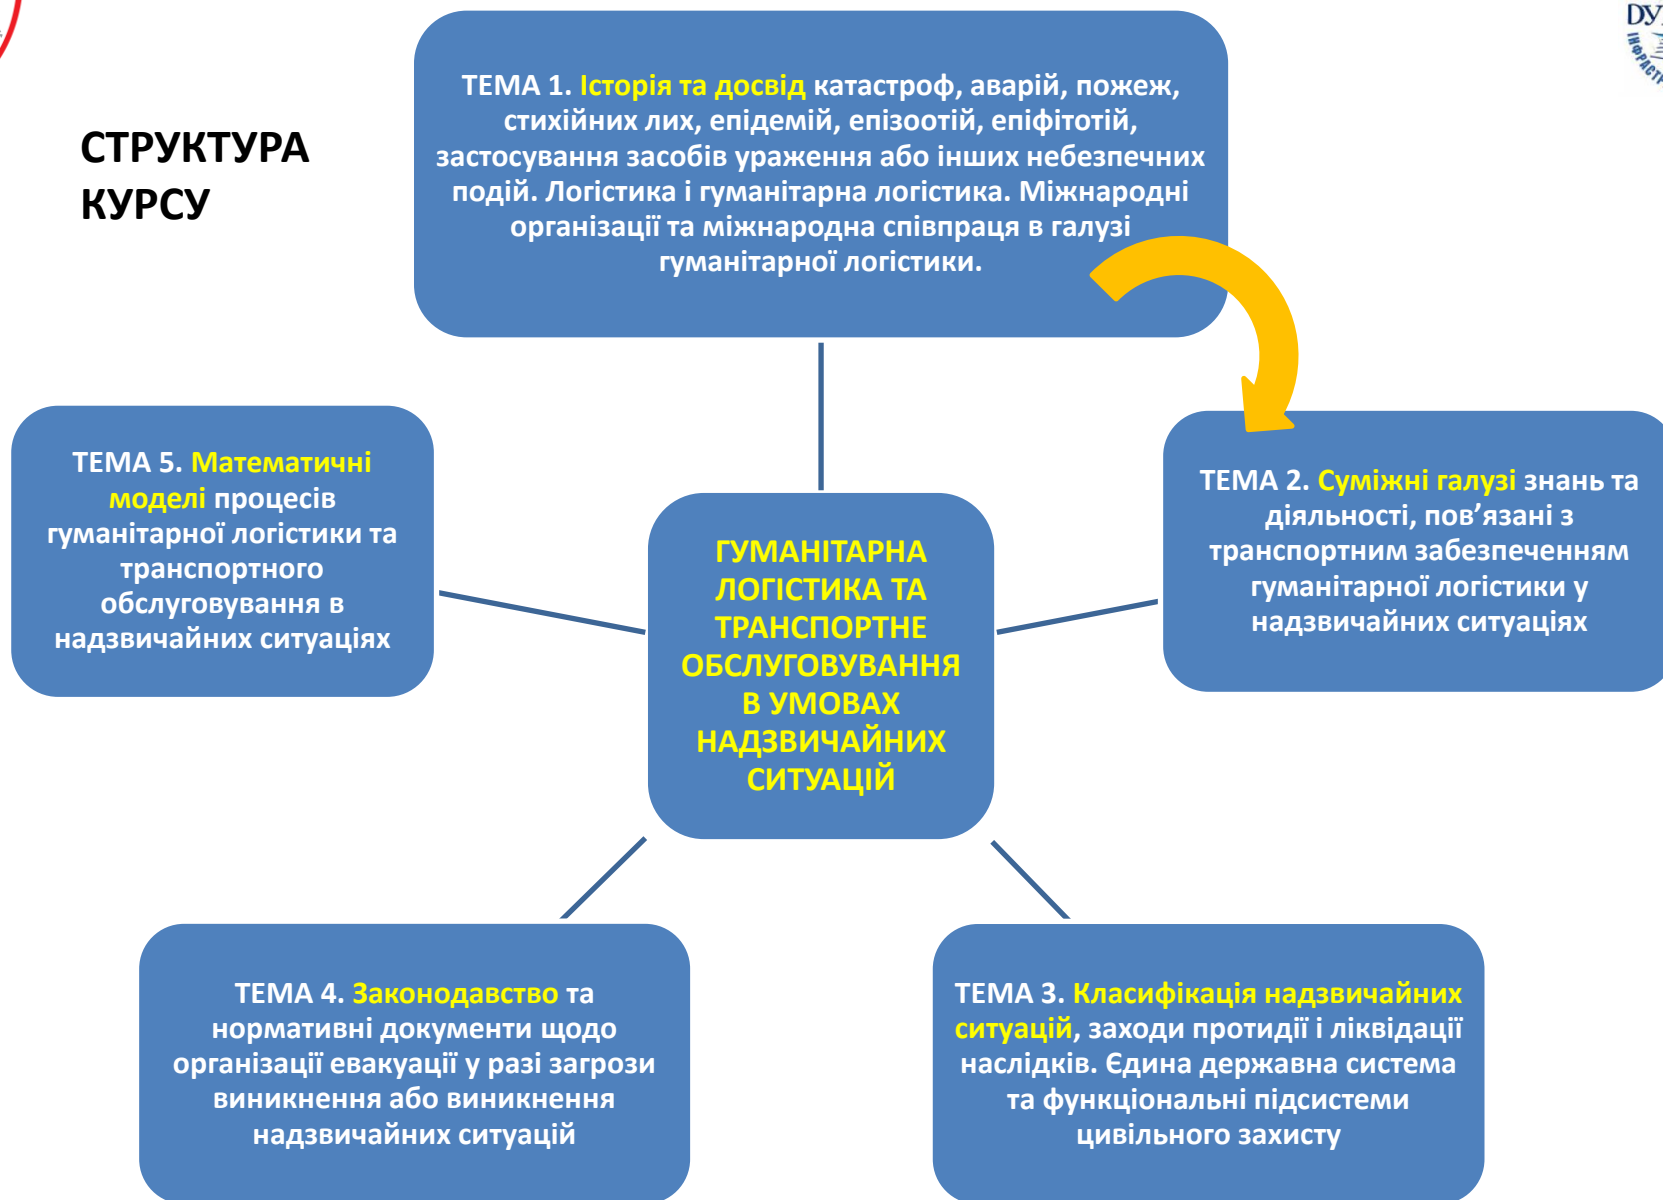 СТРУКТУРА
КУРСУ
ТЕМА 1. Історія та досвід катастроф, аварій, пожеж,
стихійних лих, епідемій, епізоотій, епіфітотій,
застосування засобів ураження або інших небезпечних
подій. Логістика і гуманітарна логістика. Міжнародні
організації та міжнародна співпраця в галузі
гуманітарної логістики.
ТЕМА 2. Суміжні галузі знань та
діяльності, пов’язані з
транспортним забезпеченням
гуманітарної логістики у
надзвичайних ситуаціях
ТЕМА 5. Математичні
моделі процесів
гуманітарної логістики та
транспортного
обслуговування в
надзвичайних ситуаціях
ГУМАНІТАРНА
ЛОГІСТИКА ТА
ТРАНСПОРТНЕ
ОБСЛУГОВУВАННЯ
В УМОВАХ
НАДЗВИЧАЙНИХ
СИТУАЦІЙ
ТЕМА 4. Законодавство та
нормативні документи щодо
організації евакуації у разі загрози
виникнення або виникнення
надзвичайних ситуацій
ТЕМА 3. Класифікація надзвичайних
ситуацій, заходи протидії і ліквідації
наслідків. Єдина державна система
та функціональні підсистеми
цивільного захисту